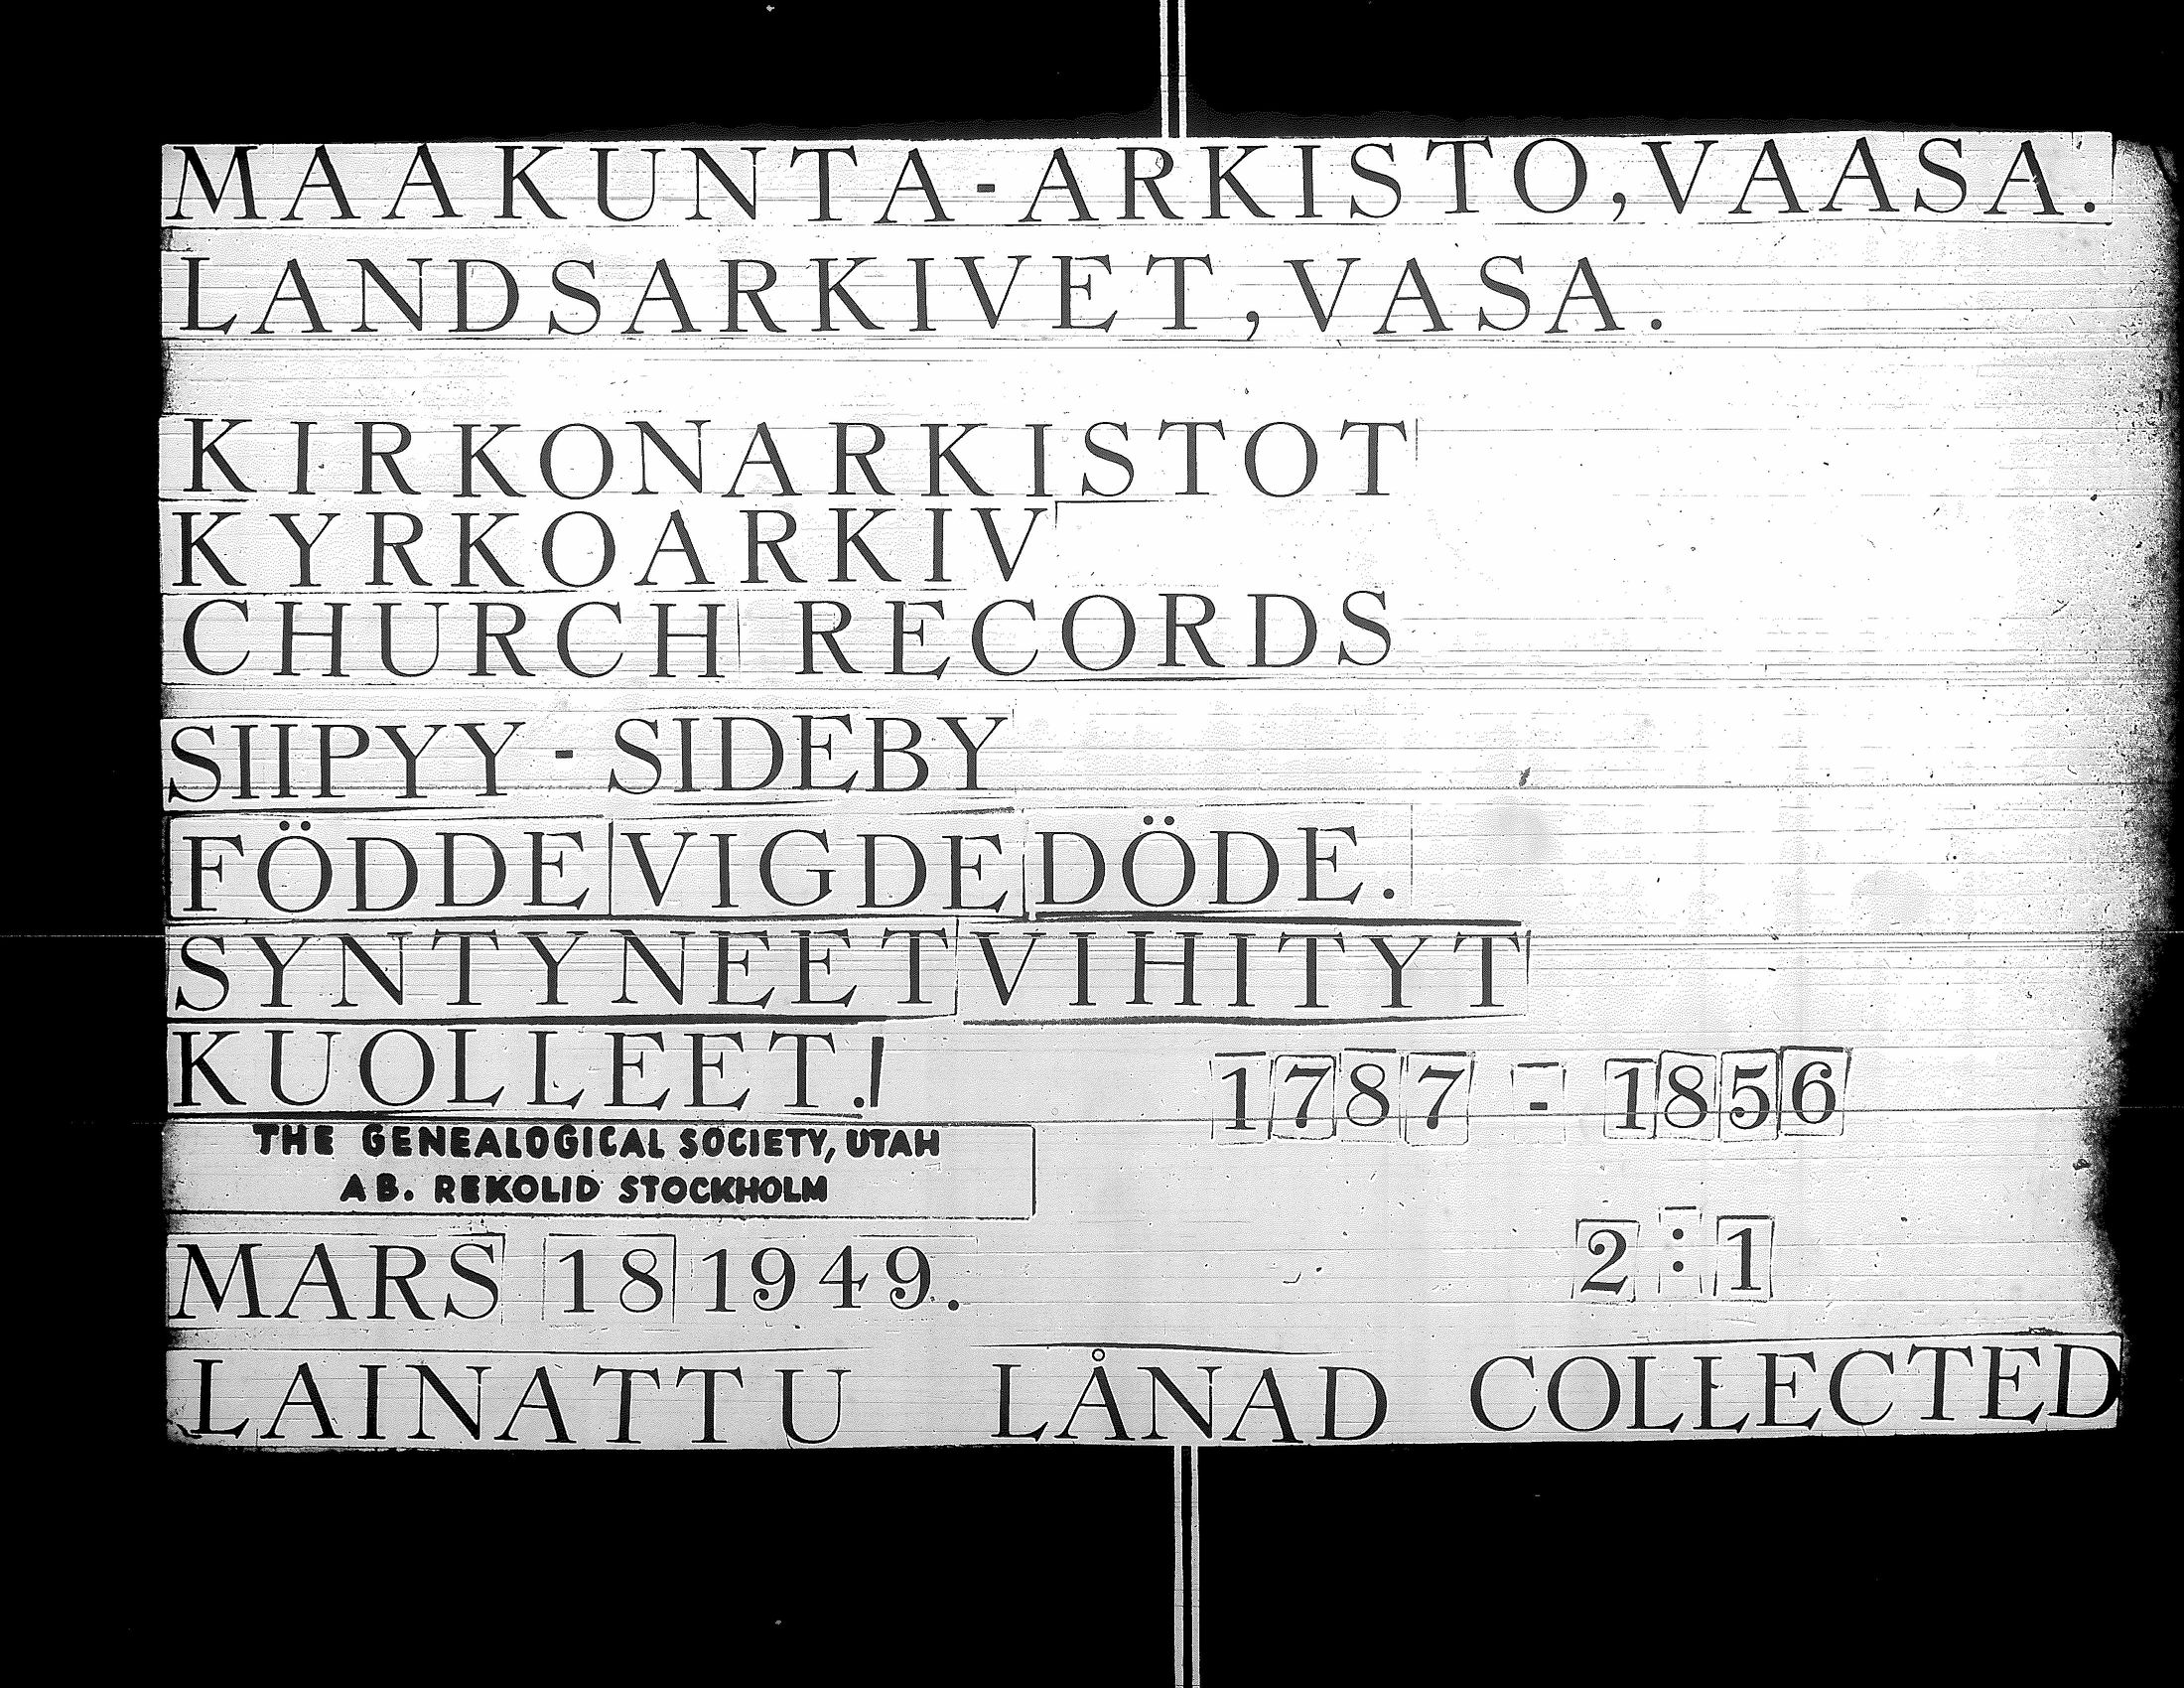 MAAKUNTA-ARKISTO, VAASA.
LANDSARKIVET, VASA.
KIRKONARKISTOT
KYRKOARKIV
CHURCH RECORDS
SIIPYY - SIDEBY
FÖDDE VIGDE DÖDE.
SYNTYNEET VIHITYT
KUOLLEET.
1787 - 1856
THE GENEALOGICAL SOCIETY, UTAH
AB. REKOLID STOCKHOLM
MARS 18 1949.
2:1
LAINATTU LÅNAD COLLECTED